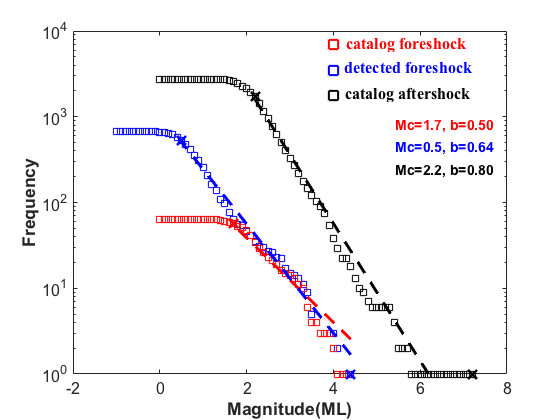 10^4
catalog foreshock
detected foreshock
catalog aftershock
Mc=1.7, b=0.50
Mc=0.5, b=0.64
Mc=2.2, b=0.80
10^3
10^2
10^1
10^0
Frequency
-2 0 2 4 6 8
Magnitude(ML)